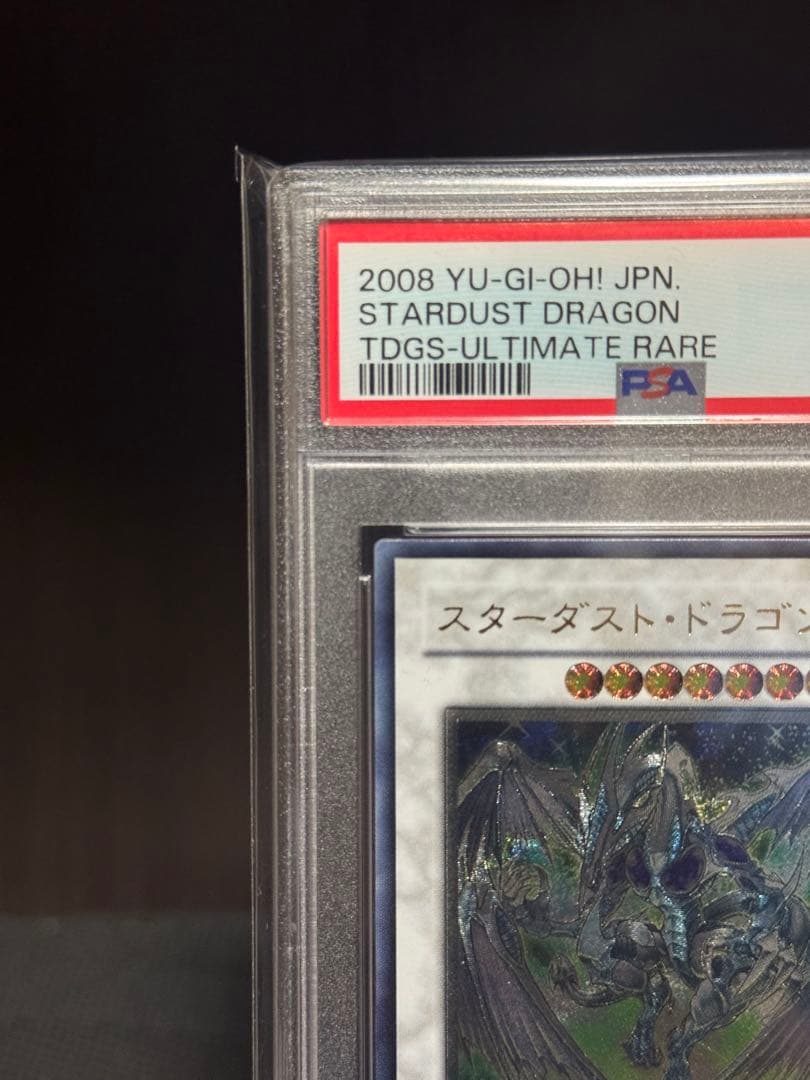 2008 YU-GI-OH! JPN.
STARDUST DRAGON
TDGS-ULTIMATE RARE
PSA
スターダスト・ドラゴン